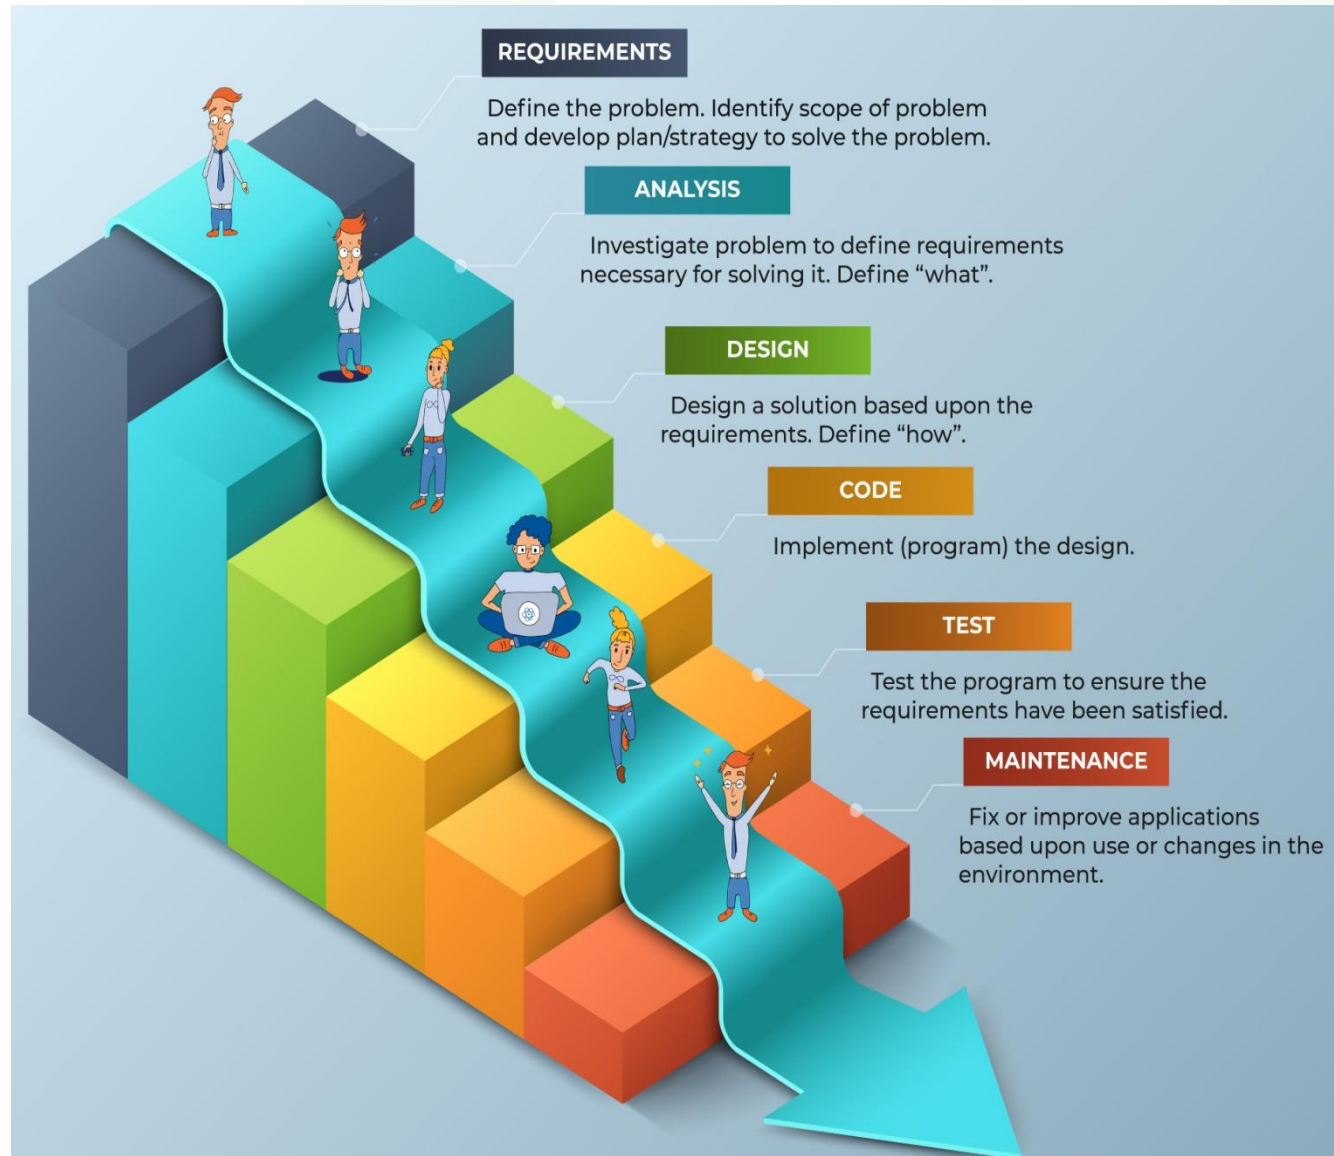 REQUIREMENTS
Define the problem. Identify scope of problem
and develop plan/strategy to solve the problem.
ANALYSIS
Investigate problem to define requirements
necessary for solving it. Define “what”.
DESIGN
Design a solution based upon the
requirements. Define “how”.
CODE
Implement (program) the design.
TEST
Test the program to ensure the
requirements have been satisfied.
MAINTENANCE
Fix or improve applications
based upon use or changes in the
environment.